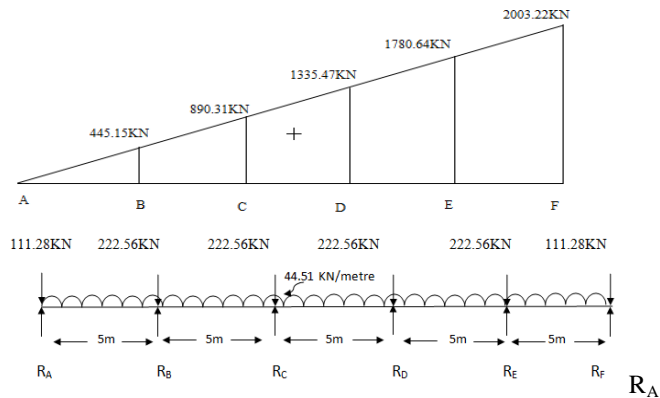 2003.22KN
1780.64KN
1335.47KN
890.31KN
445.15KN
A B C D E F
111.28KN 222.56KN 222.56KN 222.56KN 222.56KN 111.28KN
44.51 KN/metre
5m 5m 5m 5m 5m
RA RB RC RD RE RF
RA